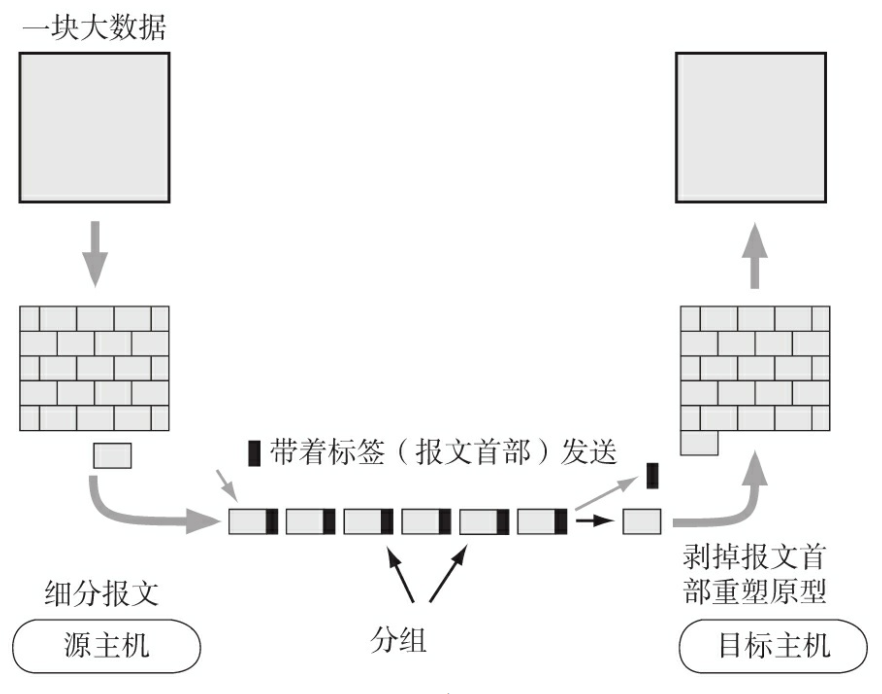 一块大数据
带着标签（报文首部）发送
细分报文
源主机
分组
剥掉报文首
部重塑原型
目标主机